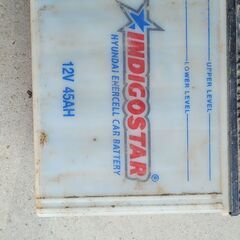 INDIGOSTAR®
HYUNDAI ENERCELL CAR BATTERY
12V 45AH
UPPER LEVEL
LOWER LEVEL